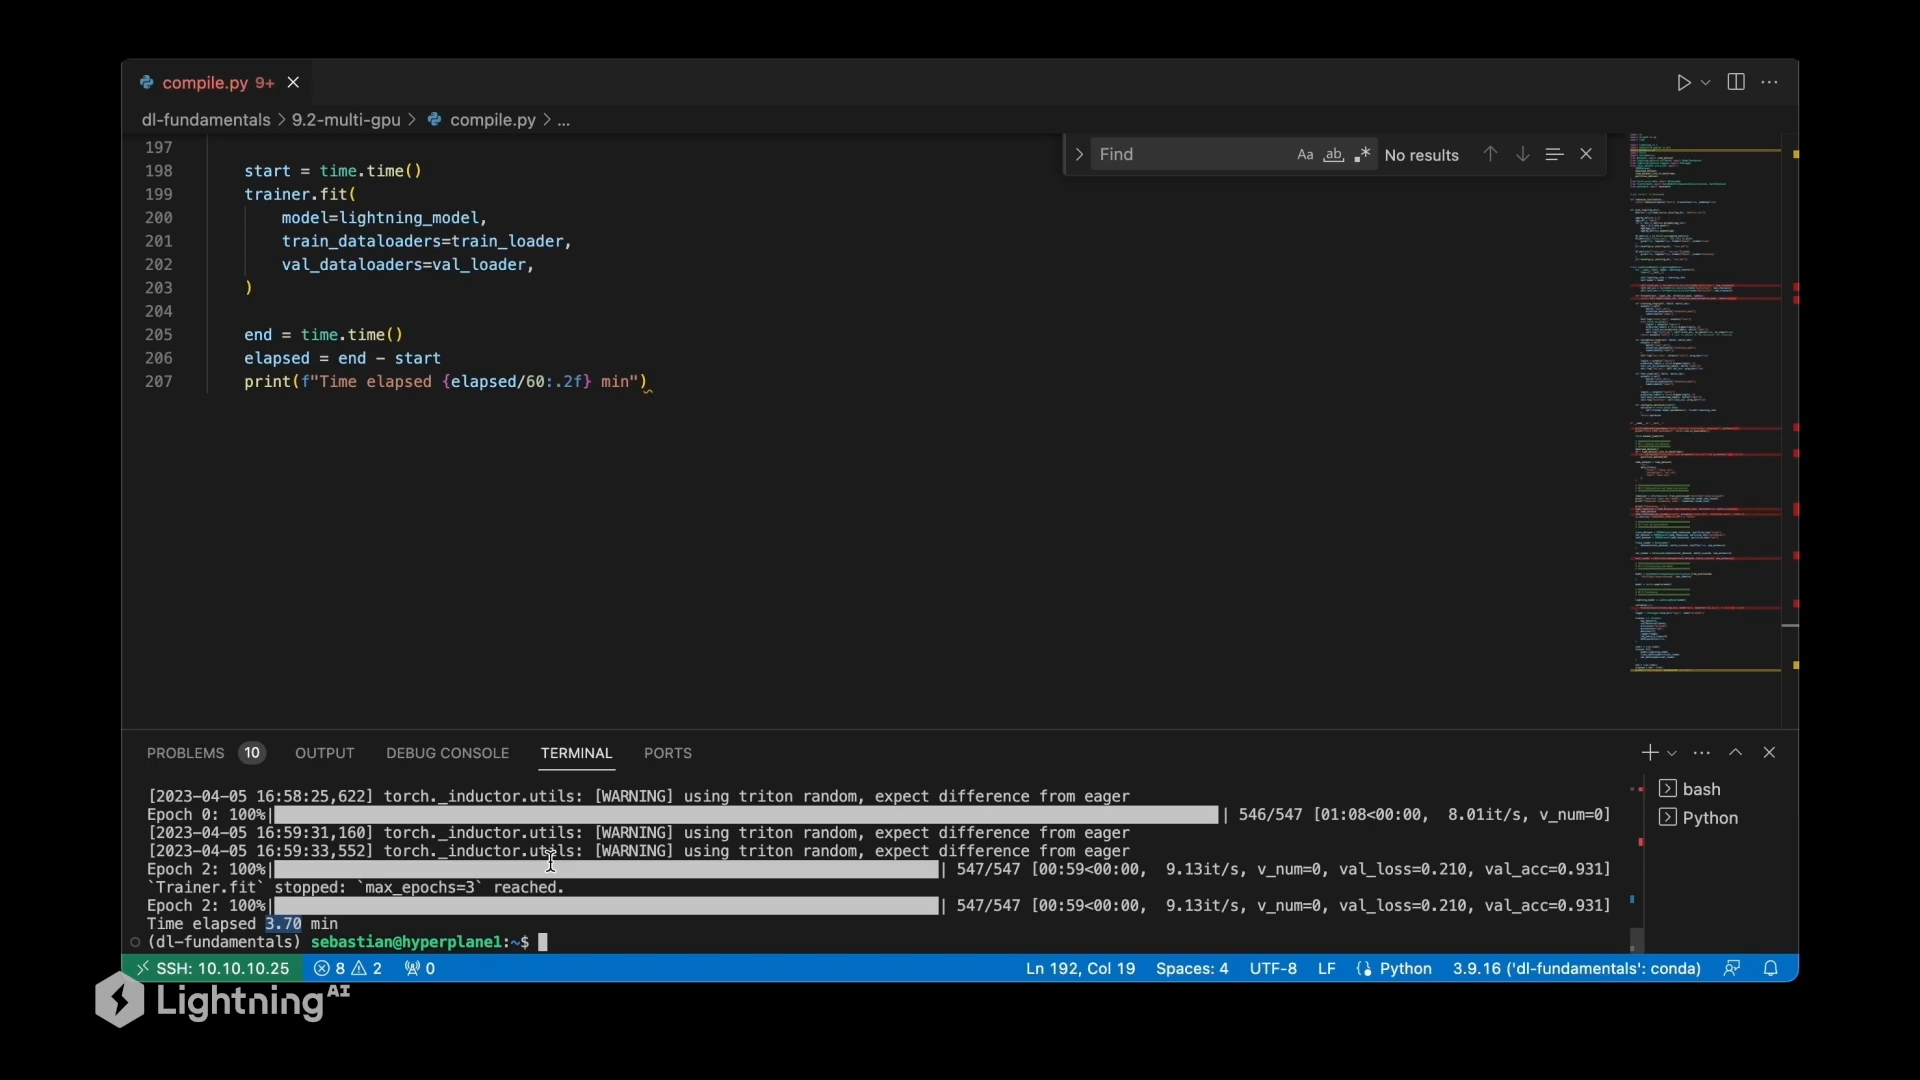 compile.py 9+
dl-fundamentals > 9.2-multi-gpu > compile.py > ...
Find Aa ab .* No results
197
198 start = time.time()
199 trainer.fit(
200 model=lightning_model,
201 train_dataloaders=train_loader,
202 val_dataloaders=val_loader,
203 )
204
205 end = time.time()
206 elapsed = end - start
207 print(f"Time elapsed {elapsed/60:.2f} min")
PROBLEMS 10 OUTPUT DEBUG CONSOLE TERMINAL PORTS
[2023-04-05 16:58:25,622] torch._inductor.utils: [WARNING] using triton random, expect difference from eager
Epoch 0: 100%| | 546/547 [01:08<00:00, 8.01it/s, v_num=0]
[2023-04-05 16:59:31,160] torch._inductor.utils: [WARNING] using triton random, expect difference from eager
[2023-04-05 16:59:33,552] torch._inductor.utils: [WARNING] using triton random, expect difference from eager
Epoch 2: 100%| | 547/547 [00:59<00:00, 9.13it/s, v_num=0, val_loss=0.210, val_acc=0.931]
`Trainer.fit` stopped: `max_epochs=3` reached.
Epoch 2: 100%| | 547/547 [00:59<00:00, 9.13it/s, v_num=0, val_loss=0.210, val_acc=0.931]
Time elapsed 3.70 min
(dl-fundamentals) sebastian@hyperplane1:~$
bash
Python
SSH: 10.10.10.25 8 2 0 Ln 192, Col 19 Spaces: 4 UTF-8 LF Python 3.9.16 ('dl-fundamentals': conda)
Lightning AI